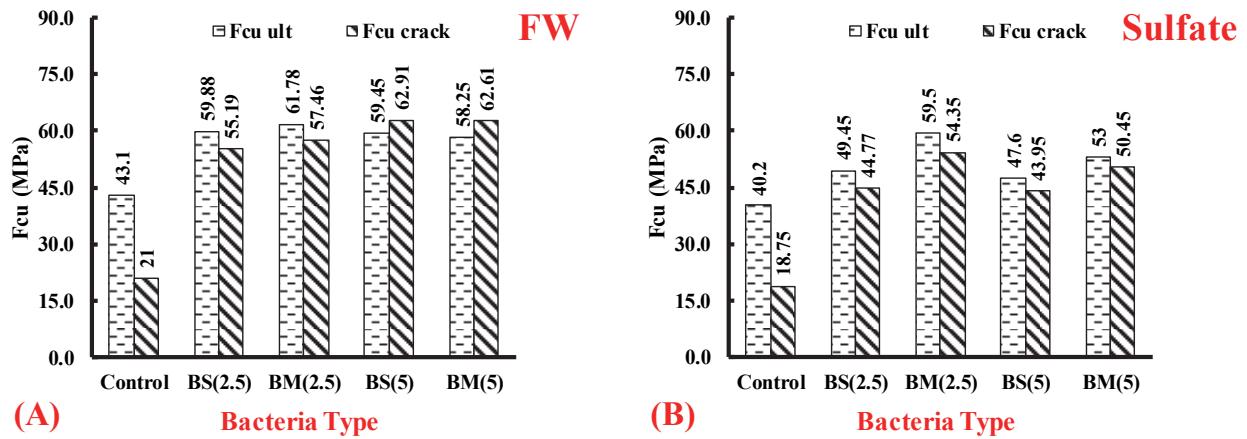 FW
Fcu ult Fcu crack
Fcu (MPa)
90.0
75.0
60.0
45.0
30.0
15.0
0.0
43.1 21 59.88 55.19 61.78 57.46 59.45 62.91 58.25 62.61
Control BS(2.5) BM(2.5) BS(5) BM(5)
(A) Bacteria Type
Sulfate
Fcu ult Fcu crack
Fcu (MPa)
90.0
75.0
60.0
45.0
30.0
15.0
0.0
40.2 18.75 49.45 44.77 59.5 54.35 47.6 43.95 53 50.45
Control BS(2.5) BM(2.5) BS(5) BM(5)
(B) Bacteria Type